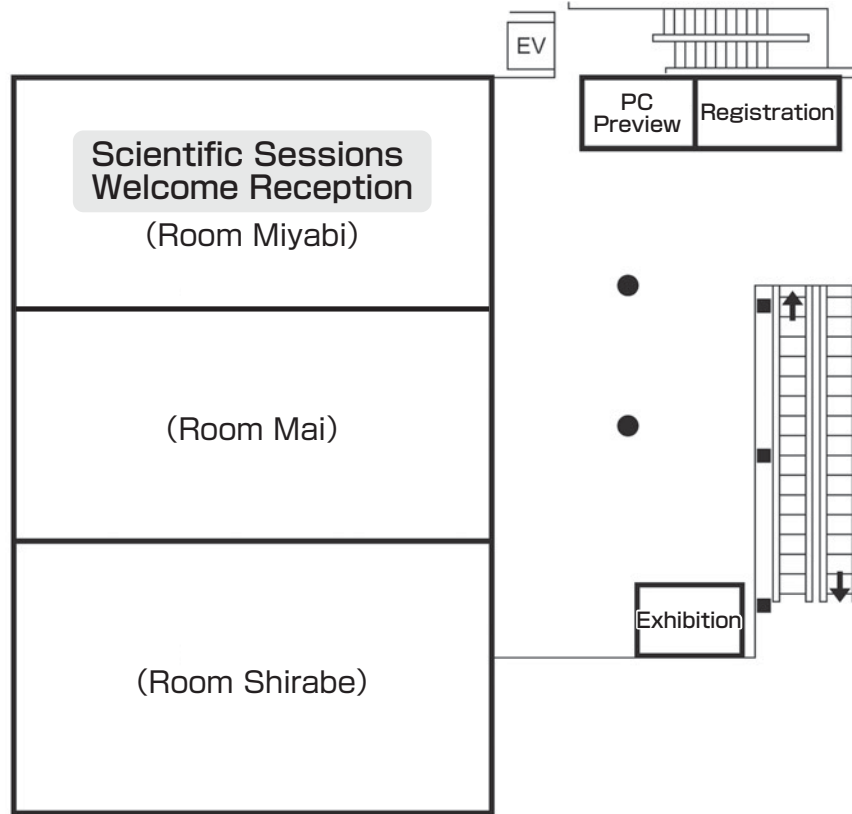 EV
PC
Preview
Registration
Scientific Sessions
Welcome Reception
(Room Miyabi)
(Room Mai)
Exhibition
(Room Shirabe)